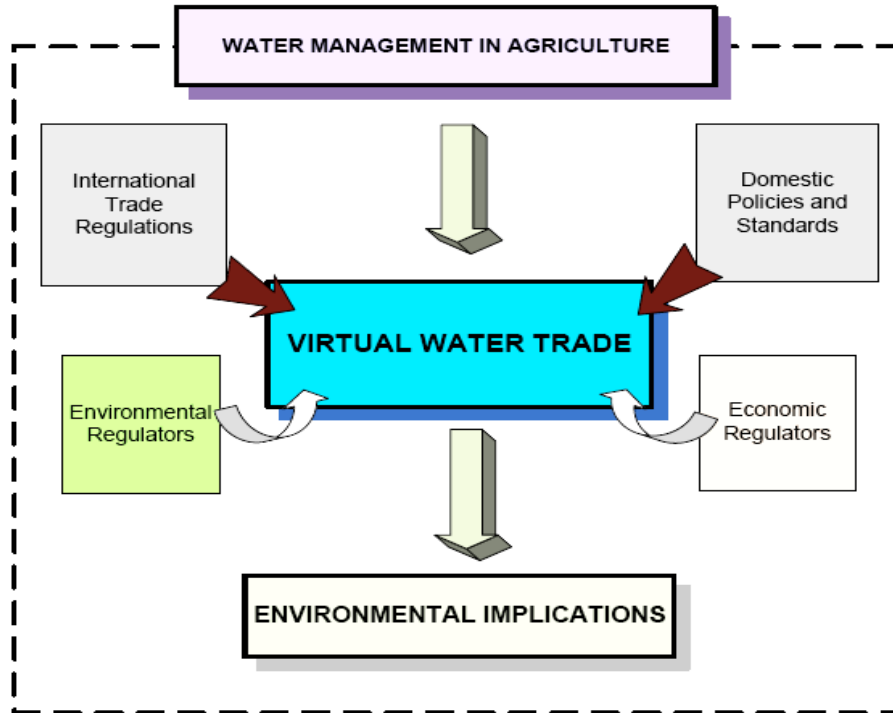 WATER MANAGEMENT IN AGRICULTURE
International
Trade
Regulations
Domestic
Policies and
Standards
VIRTUAL WATER TRADE
Environmental
Regulators
Economic
Regulators
ENVIRONMENTAL IMPLICATIONS